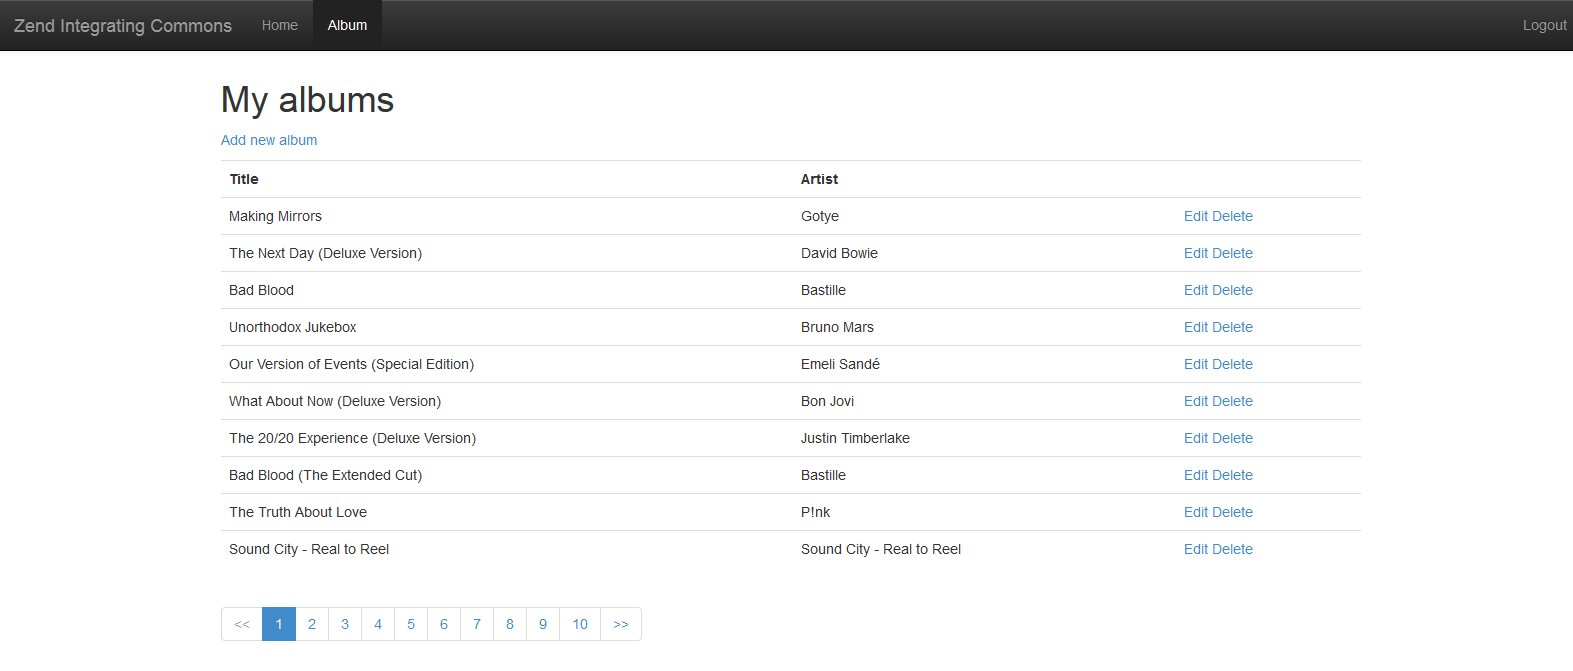 Zend Integrating Commons Home Album Logout
My albums
Add new album
Title Artist
Making Mirrors Gotye Edit Delete
The Next Day (Deluxe Version) David Bowie Edit Delete
Bad Blood Bastille Edit Delete
Unorthodox Jukebox Bruno Mars Edit Delete
Our Version of Events (Special Edition) Emeli Sandé Edit Delete
What About Now (Deluxe Version) Bon Jovi Edit Delete
The 20/20 Experience (Deluxe Version) Justin Timberlake Edit Delete
Bad Blood (The Extended Cut) Bastille Edit Delete
The Truth About Love P!nk Edit Delete
Sound City - Real to Reel Sound City - Real to Reel Edit Delete
<< 1 2 3 4 5 6 7 8 9 10 >>